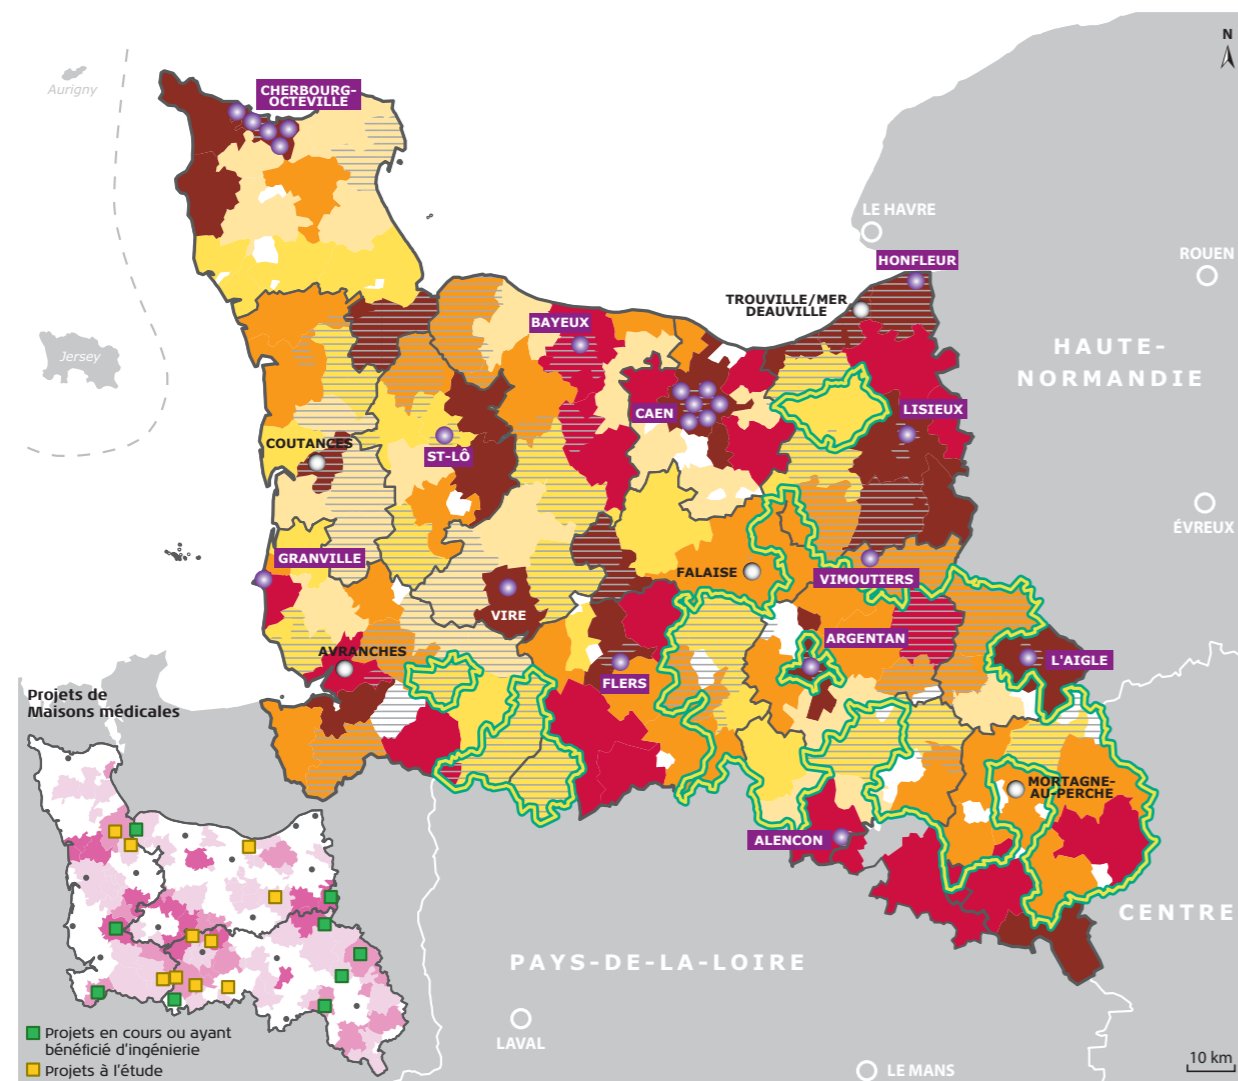 N
Aurigny
CHERBOURG-
OCTEVILLE
LE HAVRE
ROUEN
HONFLEUR
TROUVILLE/MER
DEAUVILLE
BAYEUX
Jersey
HAUTE-
NORMANDIE
CAEN
LISIEUX
COUTANCES
ST-LÔ
ÉVREUX
GRANVILLE
FALAISE
VIMOUTIERS
VIRE
ARGENTAN
AVRANCHES
L'AIGLE
FLERS
Projets de
Maisons médicales
MORTAGNE-
AU-PERCHE
ALENCON
CENTRE
PAYS-DE-LA-LOIRE
LAVAL
Projets en cours ou ayant
bénéficié d'ingénierie
Projets à l'étude
LE MANS
10 km